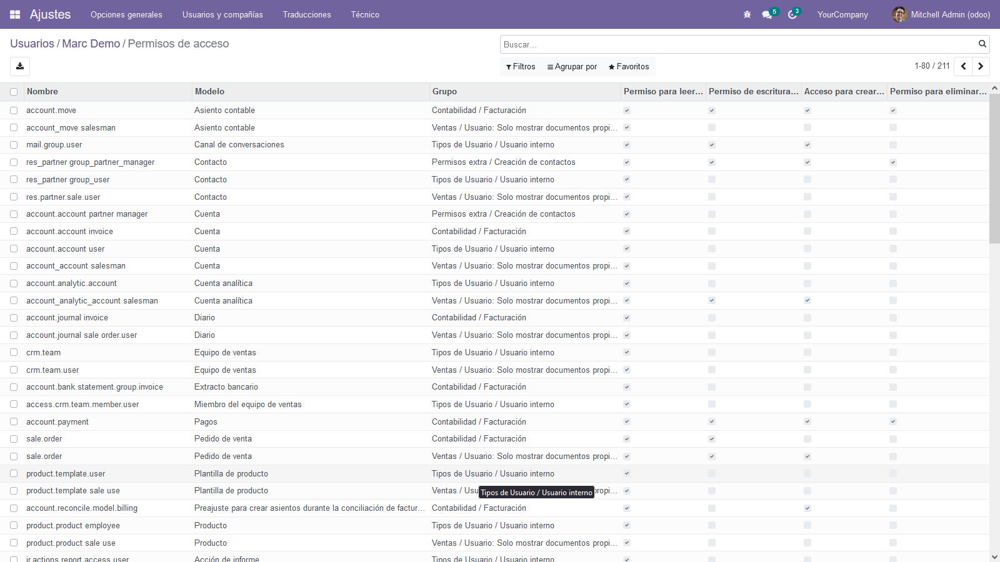 Ajustes Opciones generales Usuarios y compañías Traducciones Técnico 5 3 YourCompany Mitchell Admin (odoo)
Usuarios / Marc Demo / Permisos de acceso Buscar...
Filtros Agrupar por Favoritos 1-80 / 211
Nombre Modelo Grupo Permiso para leer... Permiso de escritura... Acceso para crear... Permiso para eliminar...
account.move Asiento contable Contabilidad / Facturación
account_move salesman Asiento contable Ventas / Usuario: Solo mostrar documentos propi...
mail.group.user Canal de conversaciones Tipos de Usuario / Usuario interno
res_partner group_partner_manager Contacto Permisos extra / Creación de contactos
res_partner group_user Contacto Tipos de Usuario / Usuario interno
res.partner.sale.user Contacto Ventas / Usuario: Solo mostrar documentos propi...
account.account partner manager Cuenta Permisos extra / Creación de contactos
account.account invoice Cuenta Contabilidad / Facturación
account.account user Cuenta Tipos de Usuario / Usuario interno
account_account salesman Cuenta Ventas / Usuario: Solo mostrar documentos propi...
account.analytic.account Cuenta analítica Tipos de Usuario / Usuario interno
account_analytic_account salesman Cuenta analítica Ventas / Usuario: Solo mostrar documentos propi...
account.journal invoice Diario Contabilidad / Facturación
account.journal sale order.user Diario Ventas / Usuario: Solo mostrar documentos propi...
crm.team Equipo de ventas Tipos de Usuario / Usuario interno
crm.team.user Equipo de ventas Ventas / Usuario: Solo mostrar documentos propi...
account.bank.statement.group.invoice Extracto bancario Contabilidad / Facturación
access.crm.team.member.user Miembro del equipo de ventas Tipos de Usuario / Usuario interno
account.payment Pagos Contabilidad / Facturación
sale.order Pedido de venta Contabilidad / Facturación
sale.order Pedido de venta Ventas / Usuario: Solo mostrar documentos propi...
product.template.user Plantilla de producto Tipos de Usuario / Usuario interno
product.template sale use Plantilla de producto Ventas / Usu propi...
Tipos de Usuario / Usuario interno
account.reconcile.model.billing Preajuste para crear asientos durante la conciliación de factur... Contabilidad / Facturación
product.product employee Producto Tipos de Usuario / Usuario interno
product.product sale use Producto Ventas / Usuario: Solo mostrar documentos propi...
ir.actions.report access user Acción de informe Tipos de Usuario / Usuario interno